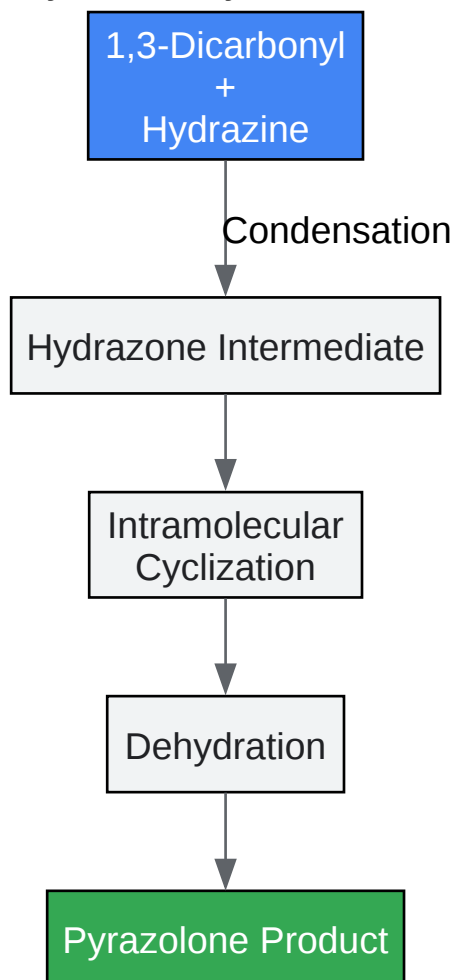 1,3-Dicarbonyl
+
Hydrazine
Condensation
Hydrazone Intermediate
Intramolecular
Cyclization
Dehydration
Pyrazolone Product